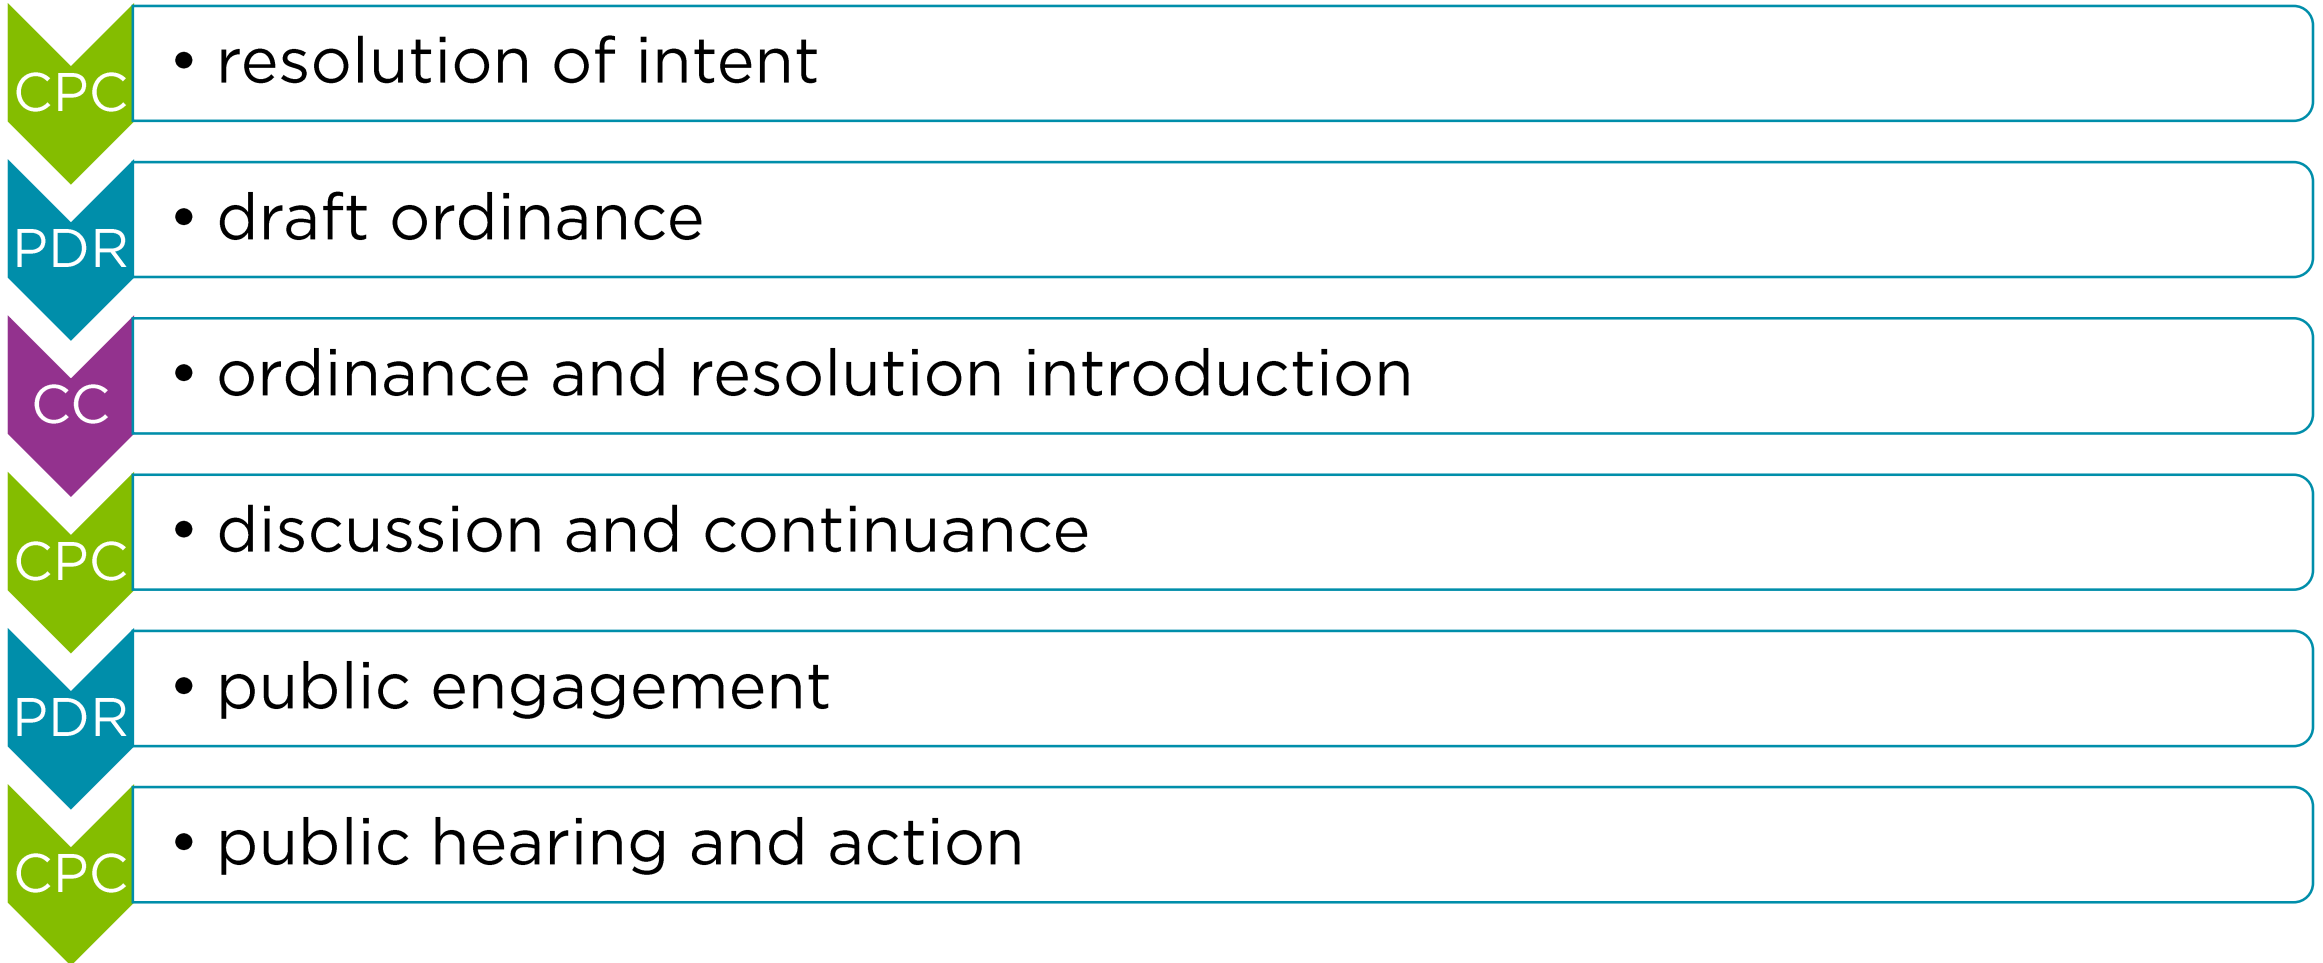 CPC
• resolution of intent
PDR
• draft ordinance
CC
• ordinance and resolution introduction
CPC
• discussion and continuance
PDR
• public engagement
CPC
• public hearing and action